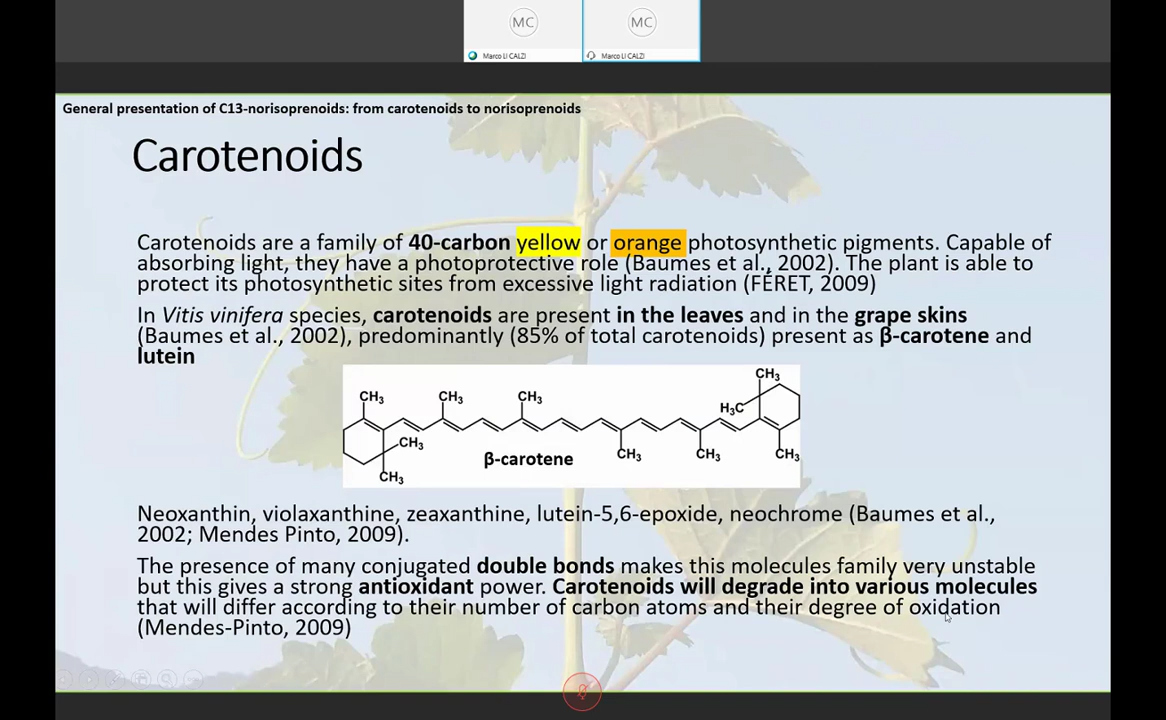 MC
MC
Marco LI CALZI
Marco LI CALZI
General presentation of C13-norisoprenoids: from carotenoids to norisoprenoids
Carotenoids
Carotenoids are a family of 40-carbon yellow or orange photosynthetic pigments. Capable of
absorbing light, they have a photoprotective role (Baumes et al., 2002). The plant is able to
protect its photosynthetic sites from excessive light radiation (FÉRET, 2009)
In Vitis vinifera species, carotenoids are present in the leaves and in the grape skins
(Baumes et al., 2002), predominantly (85% of total carotenoids) present as β-carotene and
lutein
CH₃
CH₃
CH₃
CH₃
H₃C
CH₃
CH₃
CH₃
CH₃
CH₃
β-carotene
Neoxanthin, violaxanthine, zeaxanthine, lutein-5,6-epoxide, neochrome (Baumes et al.,
2002; Mendes Pinto, 2009).
The presence of many conjugated double bonds makes this molecules family very unstable
but this gives a strong antioxidant power. Carotenoids will degrade into various molecules
that will differ according to their number of carbon atoms and their degree of oxidation
(Mendes-Pinto, 2009)